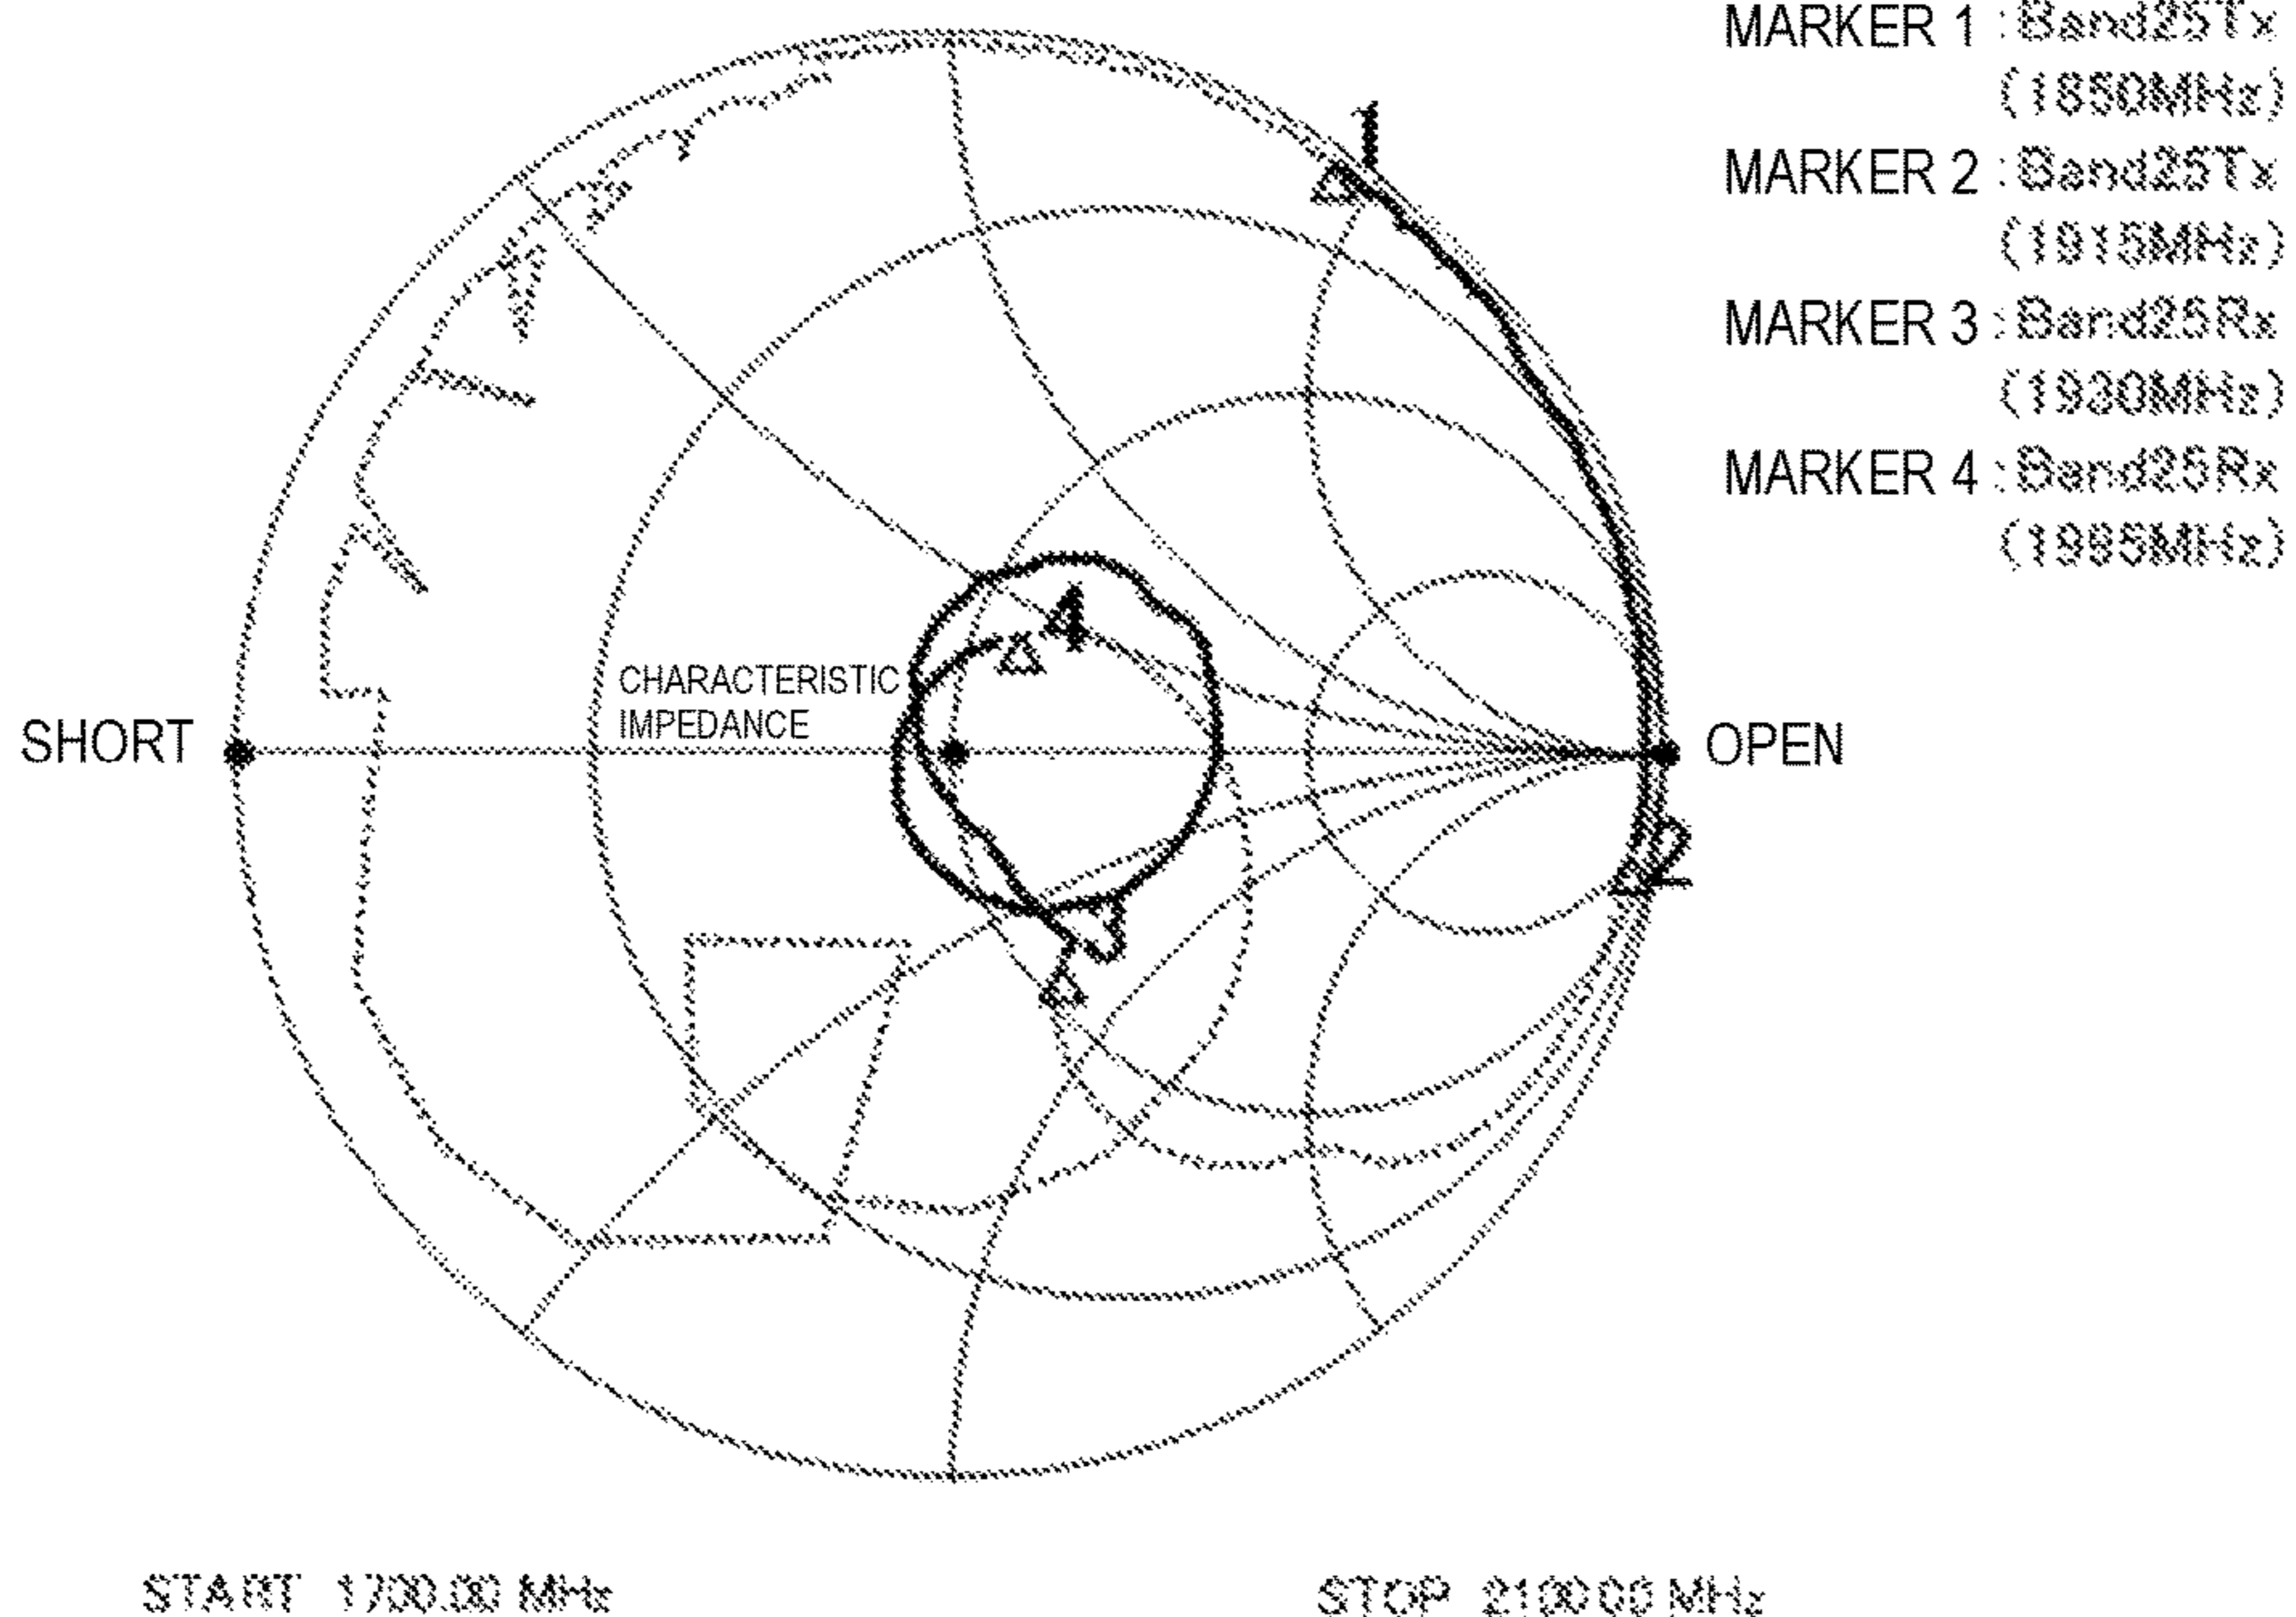 MARKER 1 : Band25Tx
(1850MHz)
MARKER 2 : Band25Tx
(1915MHz)
MARKER 3 : Band25Rx
(1930MHz)
MARKER 4 : Band25Rx
(1995MHz)
1
4
CHARACTERISTIC
IMPEDANCE
SHORT
OPEN
2
3
START 1700.00 MHz
STOP 2100.00 MHz